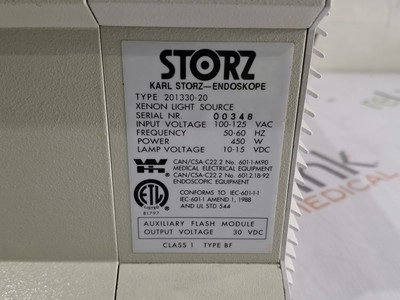 STORZ
KARL STORZ—ENDOSKOPE
TYPE 201330-20
XENON LIGHT SOURCE
SERIAL NR. 00348
INPUT VOLTAGE 100-125 VAC
FREQUENCY 50-60 HZ
POWER 450 W
LAMP VOLTAGE 10-15 VDC
CAN/CSA-C22.2 No. 601-1-M90
MEDICAL ELECTRICAL EQUIPMENT
CAN/CSA-C22.2 No. 601.2.18-92
ENDOSCOPIC EQUIPMENT
ETL
CONFORMS TO IEC-601-1-1
IEC-601-1 AMEND 1, 1988
AND UL STD 544
AUXILIARY FLASH MODULE
OUTPUT VOLTAGE 30 VDC
CLASS 1 TYPE BF